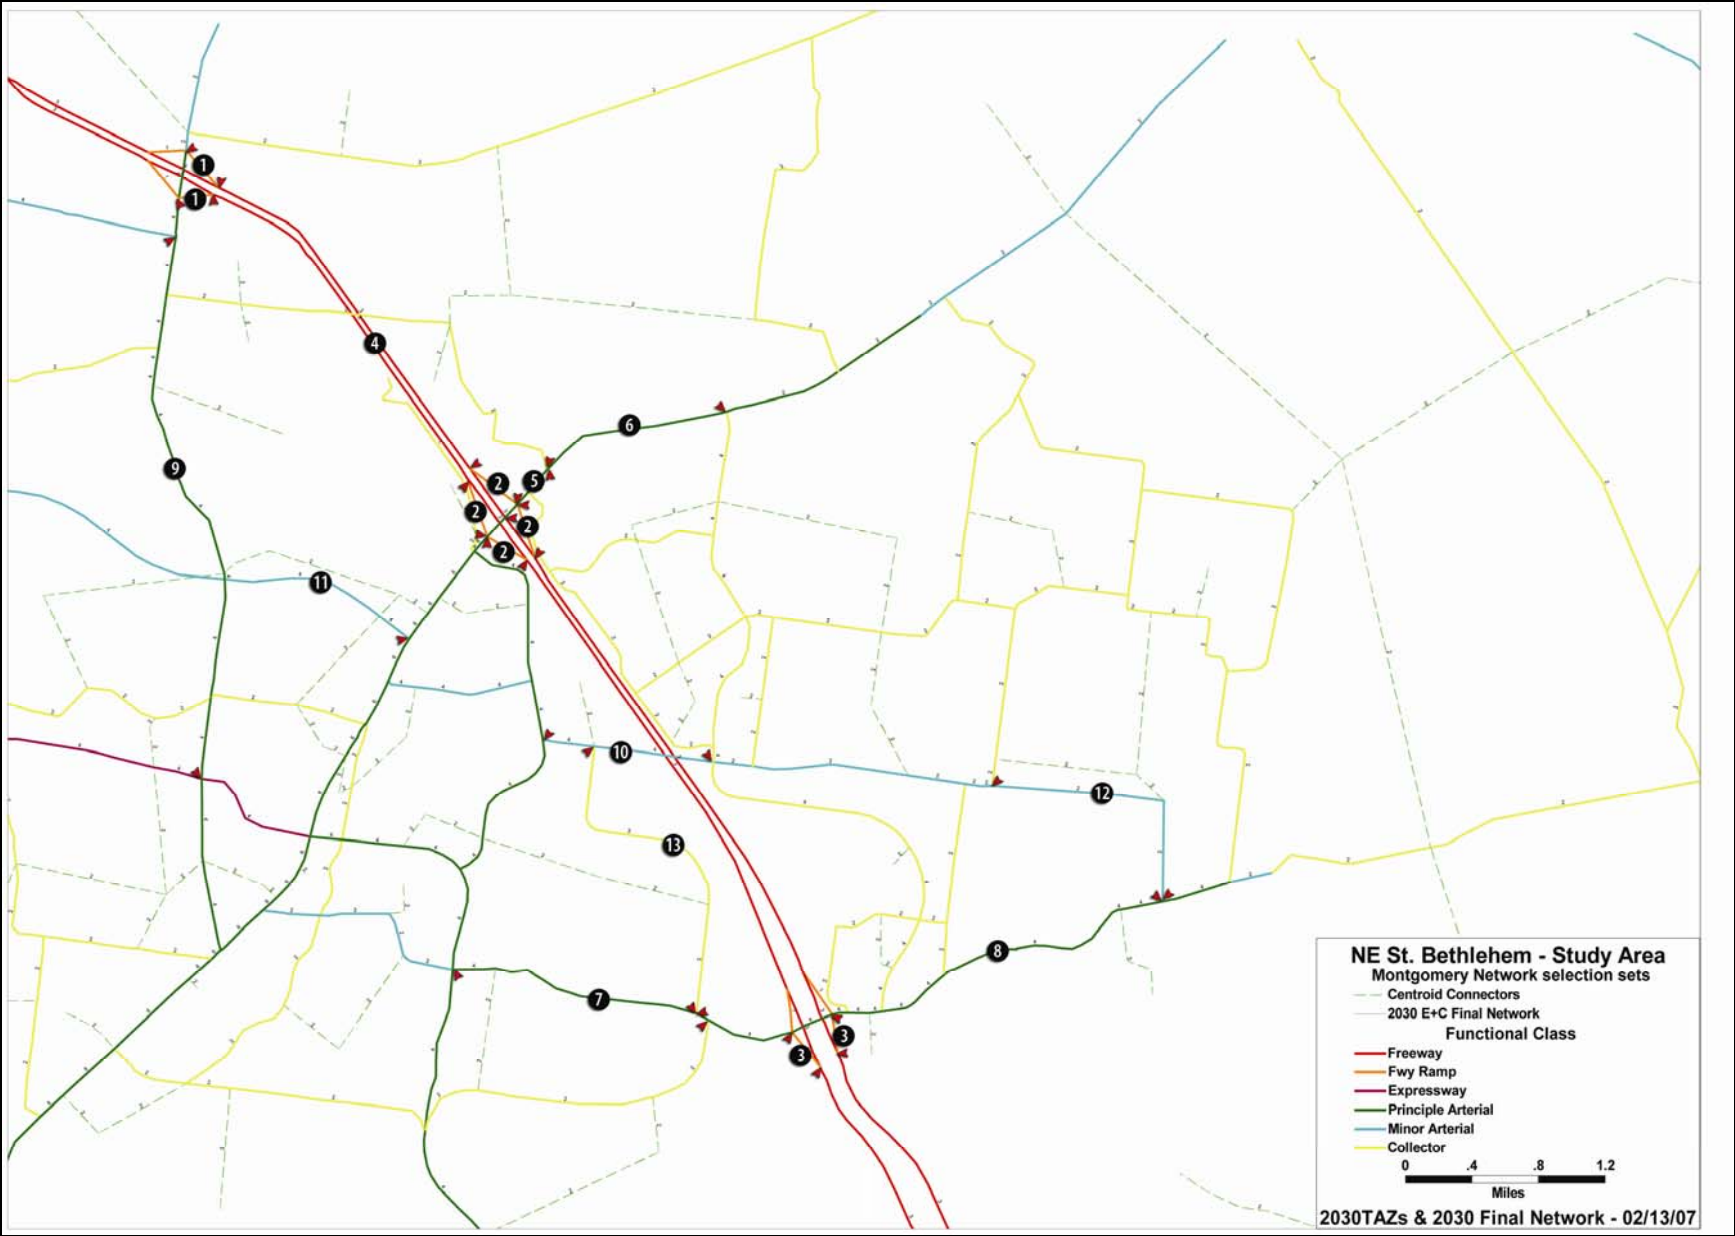 1
1
4
6
9
2
5
2
2
2
11
10
12
13
8
7
3
3
NE St. Bethlehem - Study Area
Montgomery Network selection sets
Centroid Connectors
2030 E+C Final Network
Functional Class
Freeway
Fwy Ramp
Expressway
Principle Arterial
Minor Arterial
Collector
0 .4 .8 1.2
Miles
2030TAZs & 2030 Final Network - 02/13/07